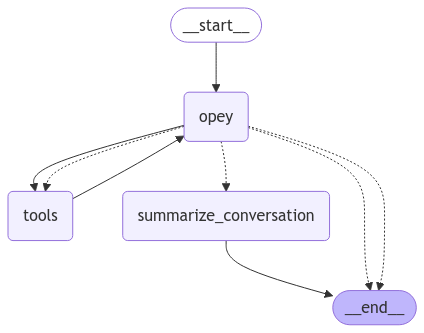 __start__
opey
tools
summarize_conversation
__end__